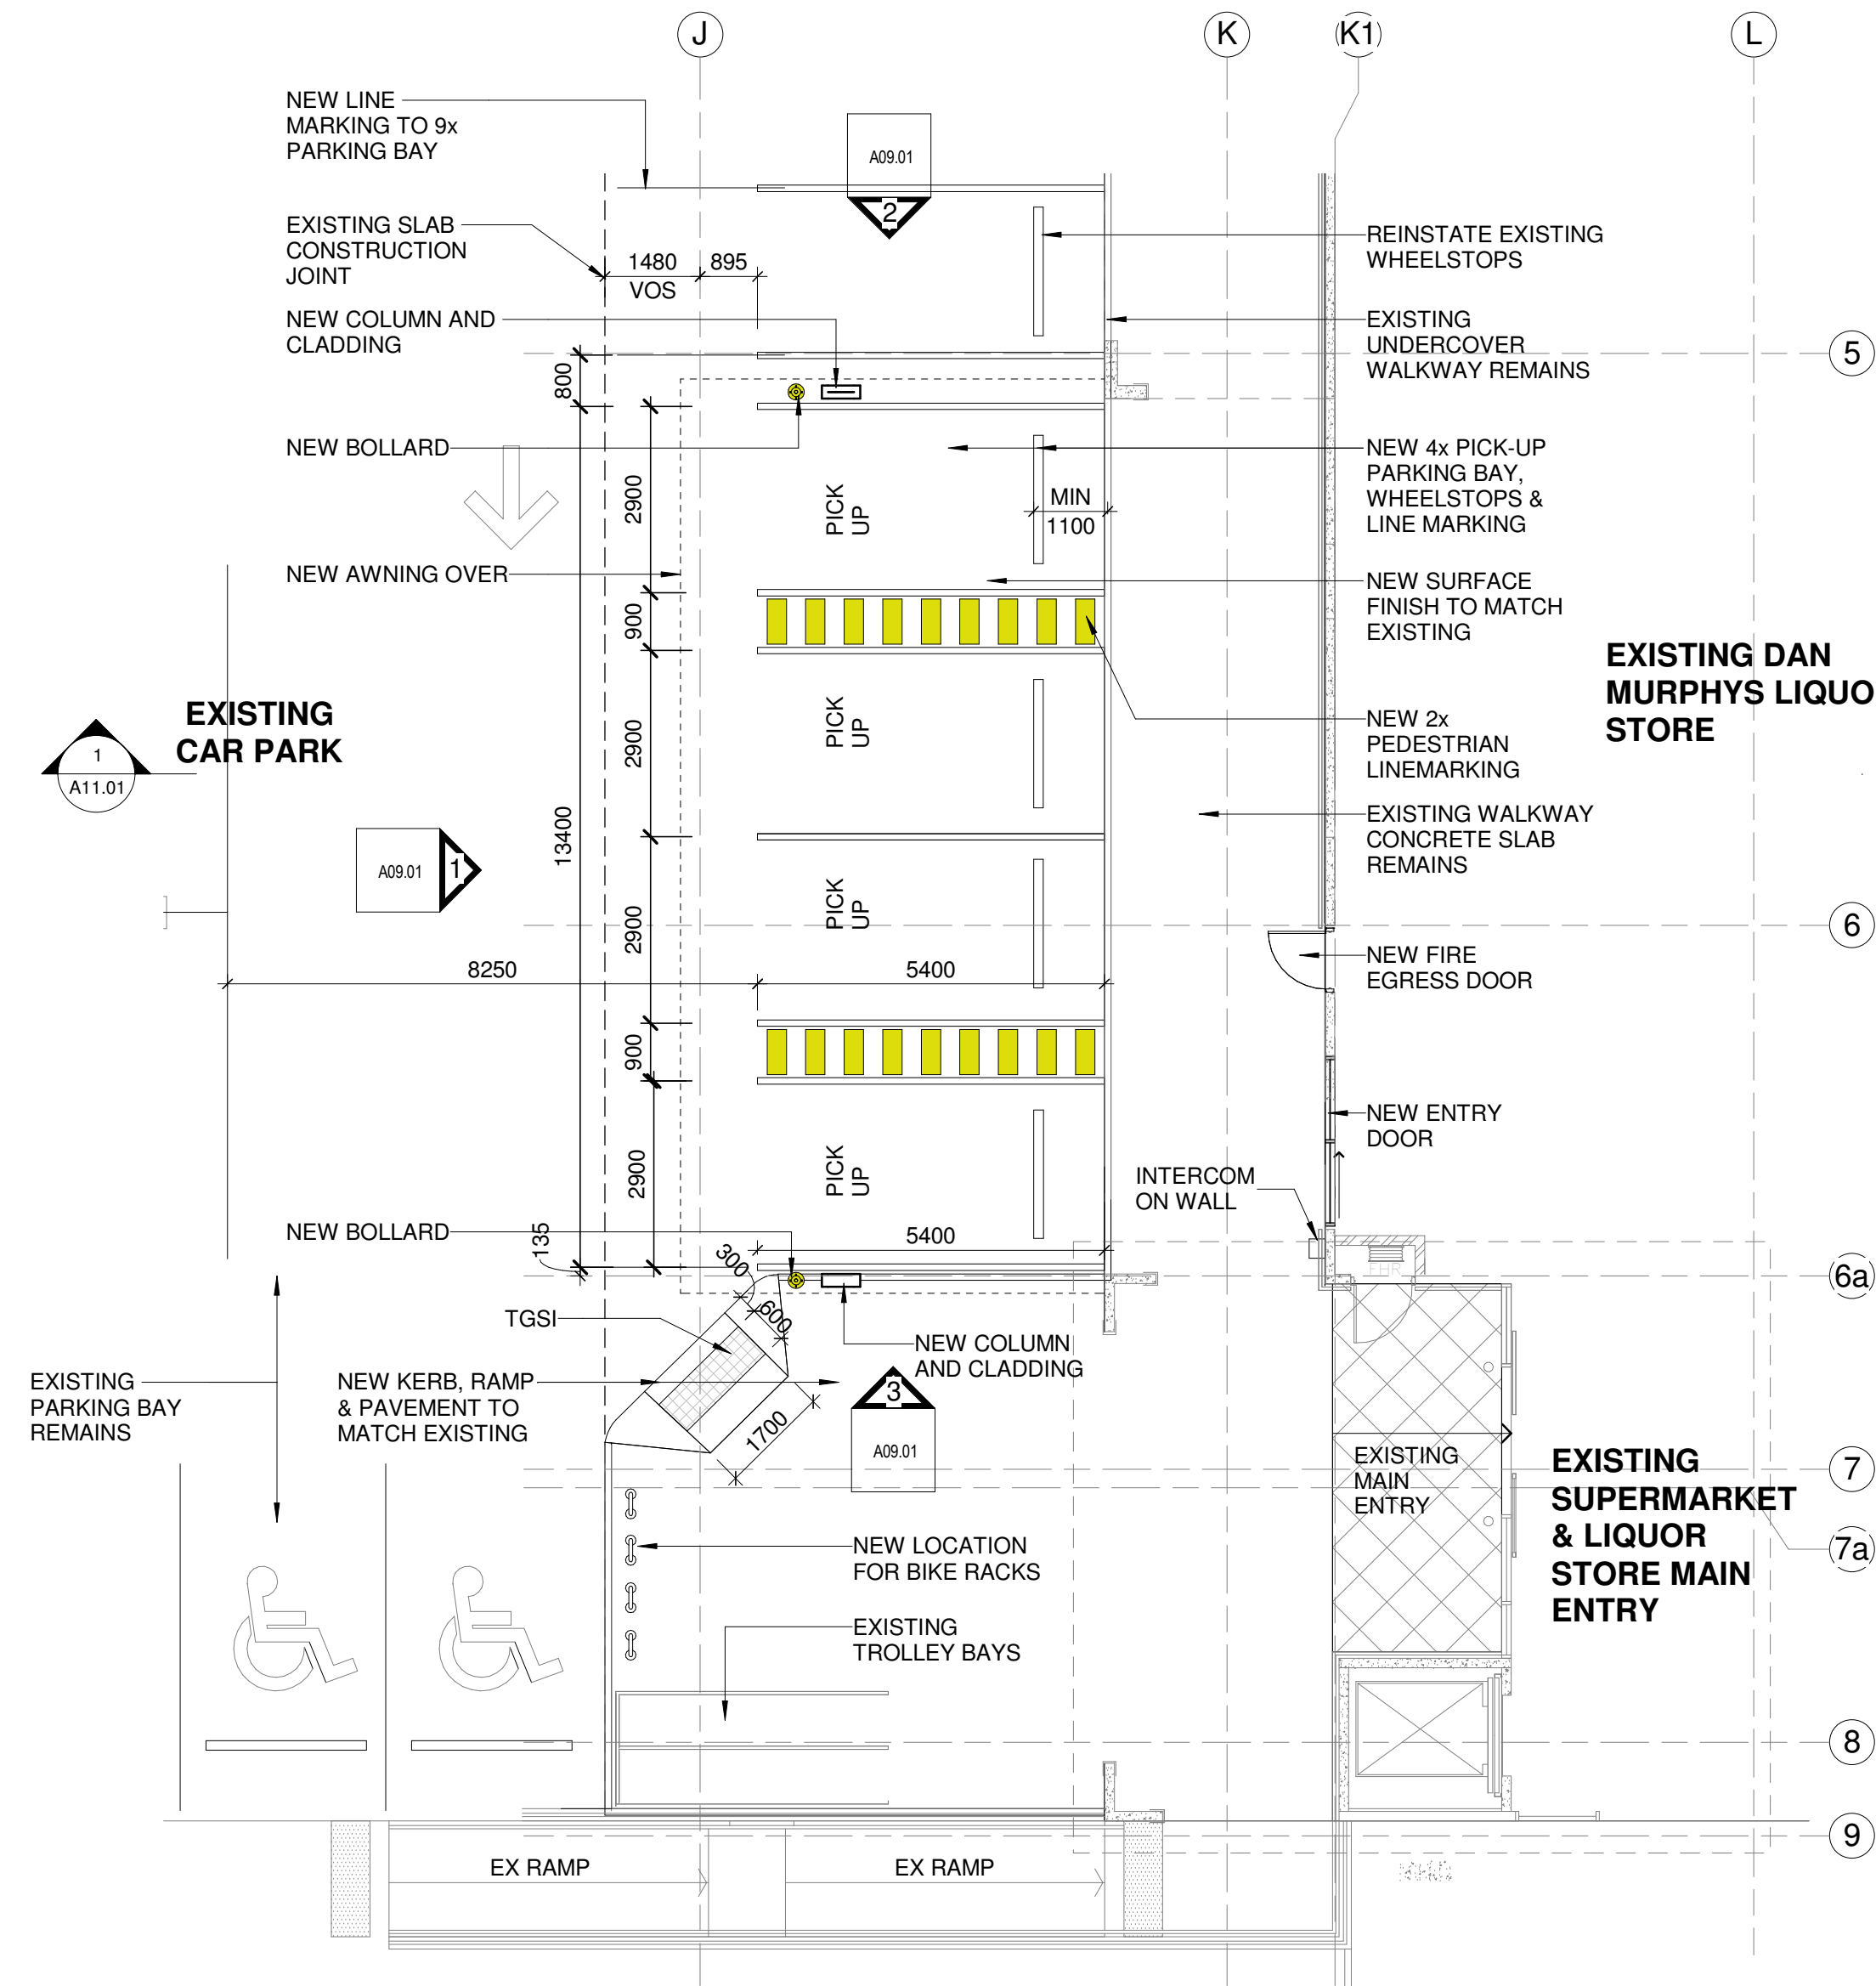 J
K
K1
L
NEW LINE
MARKING TO 9x
PARKING BAY
A09.01
2
EXISTING SLAB
CONSTRUCTION
JOINT
1480
VOS
895
REINSTATE EXISTING
WHEELSTOPS
NEW COLUMN AND
CLADDING
EXISTING
UNDERCOVER
WALKWAY REMAINS
5
800
NEW BOLLARD
2900
PICK
UP
MIN
1100
NEW 4x PICK-UP
PARKING BAY,
WHEELSTOPS &
LINE MARKING
NEW AWNING OVER
900
NEW SURFACE
FINISH TO MATCH
EXISTING
EXISTING DAN
MURPHYS LIQUO
STORE
EXISTING
CAR PARK
1
A11.01
2900
PICK
UP
NEW 2x
PEDESTRIAN
LINEMARKING
13400
A09.01
1
EXISTING WALKWAY
CONCRETE SLAB
REMAINS
2900
PICK
UP
6
8250
5400
NEW FIRE
EGRESS DOOR
900
NEW ENTRY
DOOR
2900
PICK
UP
INTERCOM
ON WALL
NEW BOLLARD
135
5400
300
600
FHR
6a
TGSI
NEW COLUMN
AND CLADDING
EXISTING
PARKING BAY
REMAINS
NEW KERB, RAMP
& PAVEMENT TO
MATCH EXISTING
1700
3
A09.01
EXISTING
MAIN
ENTRY
EXISTING
SUPERMARKET
& LIQUOR
STORE MAIN
ENTRY
7
7a
NEW LOCATION
FOR BIKE RACKS
EXISTING
TROLLEY BAYS
8
9
EX RAMP
EX RAMP